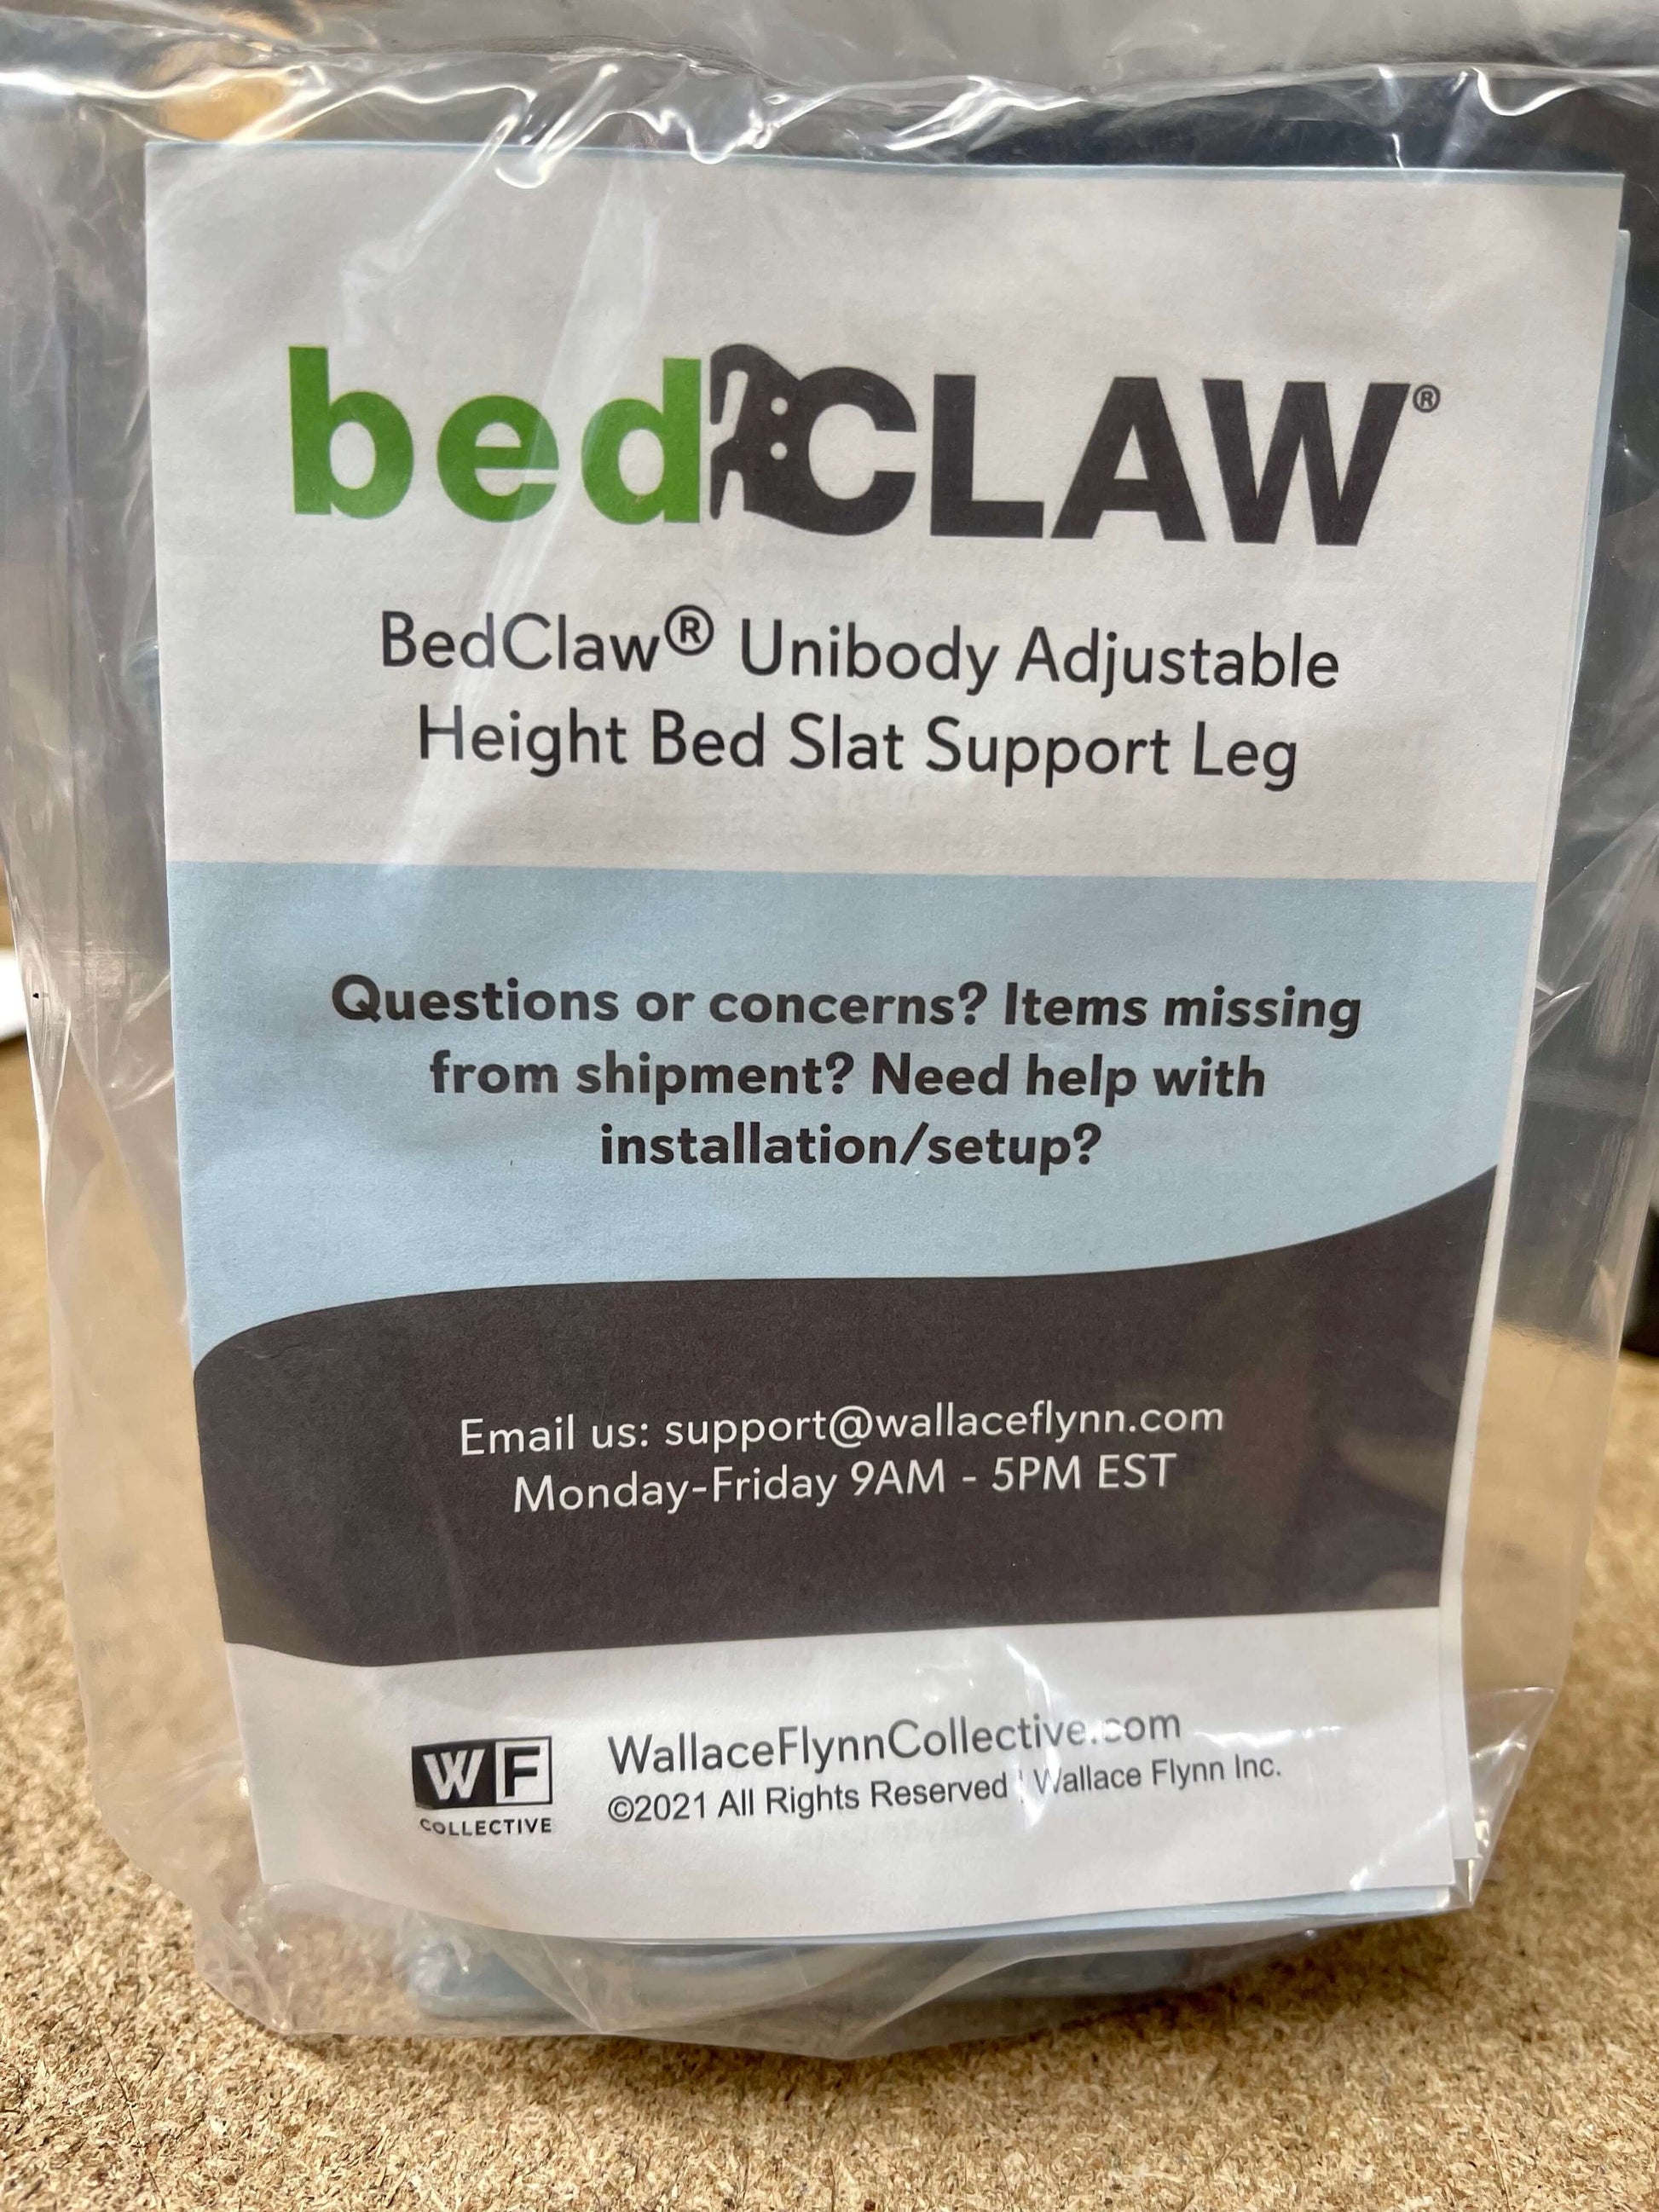 bedCLAW®
BedClaw® Unibody Adjustable
Height Bed Slat Support Leg
Questions or concerns? Items missing
from shipment? Need help with
installation/setup?
Email us: support@wallaceflynn.com
Monday-Friday 9AM - 5PM EST
WF
COLLECTIVE
WallaceFlynnCollective.com
©2021 All Rights Reserved | Wallace Flynn Inc.